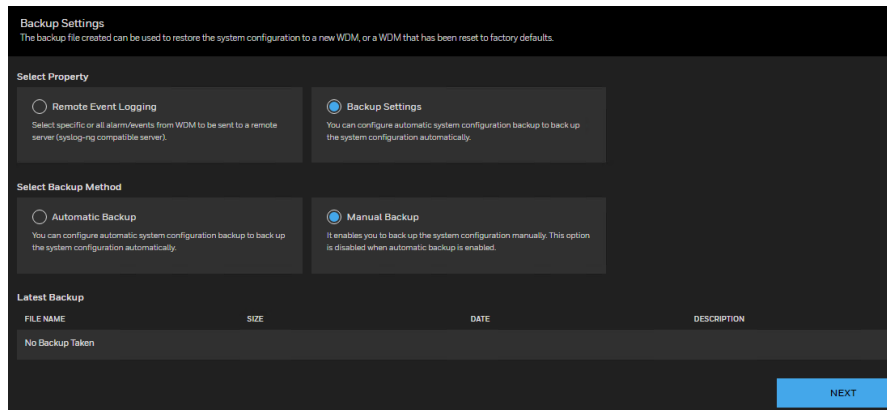 Backup Settings
The backup file created can be used to restore the system configuration to a new WDM, or a WDM that has been reset to factory defaults.
Select Property
Remote Event Logging
Select specific or all alarm/events from WDM to be sent to a remote
server (syslog-ng compatible server).
Backup Settings
You can configure automatic system configuration backup to back up
the system configuration automatically.
Select Backup Method
Automatic Backup
You can configure automatic system configuration backup to back up
the system configuration automatically.
Manual Backup
It enables you to back up the system configuration manually. This option
is disabled when automatic backup is enabled.
Latest Backup
FILE NAME SIZE DATE DESCRIPTION
No Backup Taken
NEXT